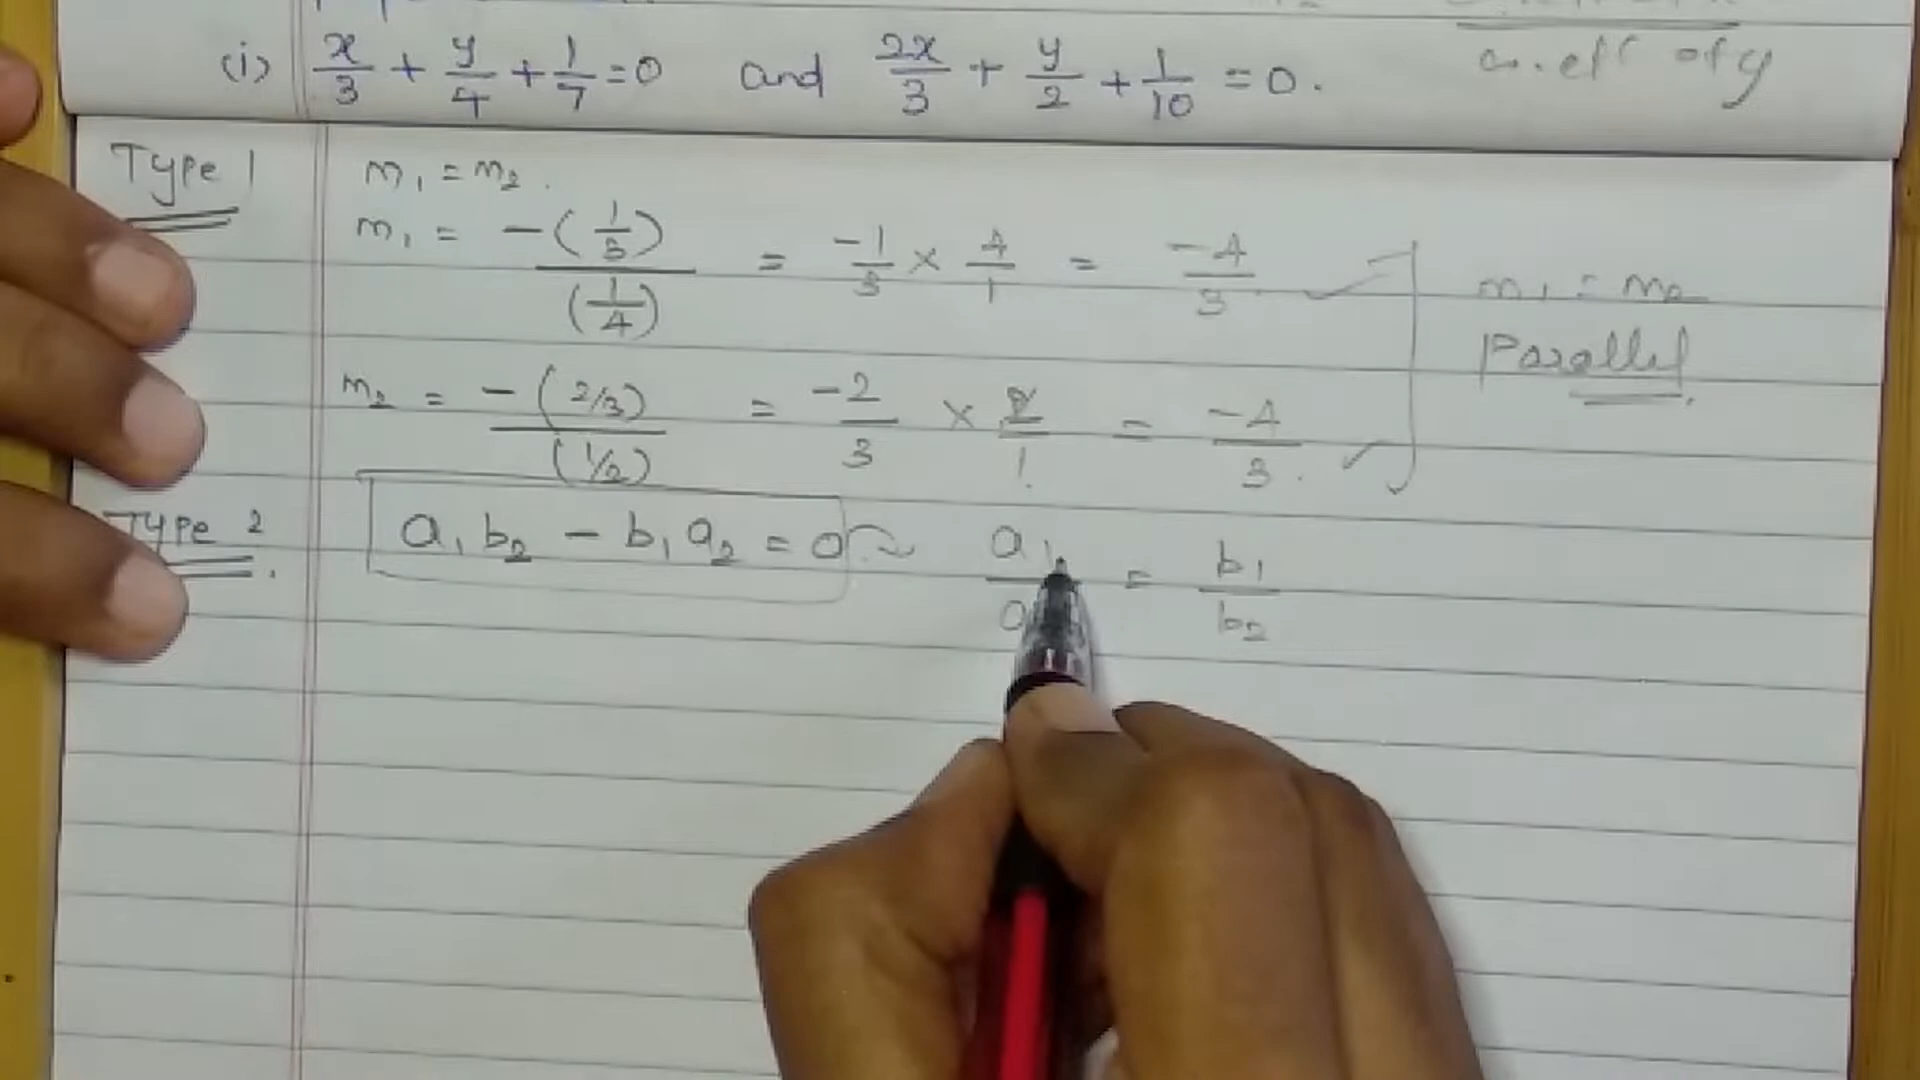 co.eff of y
(i) x/3 + y/4 + 1/7 = 0 and 2x/3 + y/2 + 1/10 = 0.
Type 1
m₁ = m₂.
m₁ = -(1/3)/(1/4) = -1/3 × 4/1 = -4/3
m₁ = m₂
Parallel.
m₂ = -(2/3)/(1/2) = -2/3 × 2/1 = -4/3.
Type 2.
a₁b₂ - b₁a₂ = 0 a₁/a = b₁/b₂